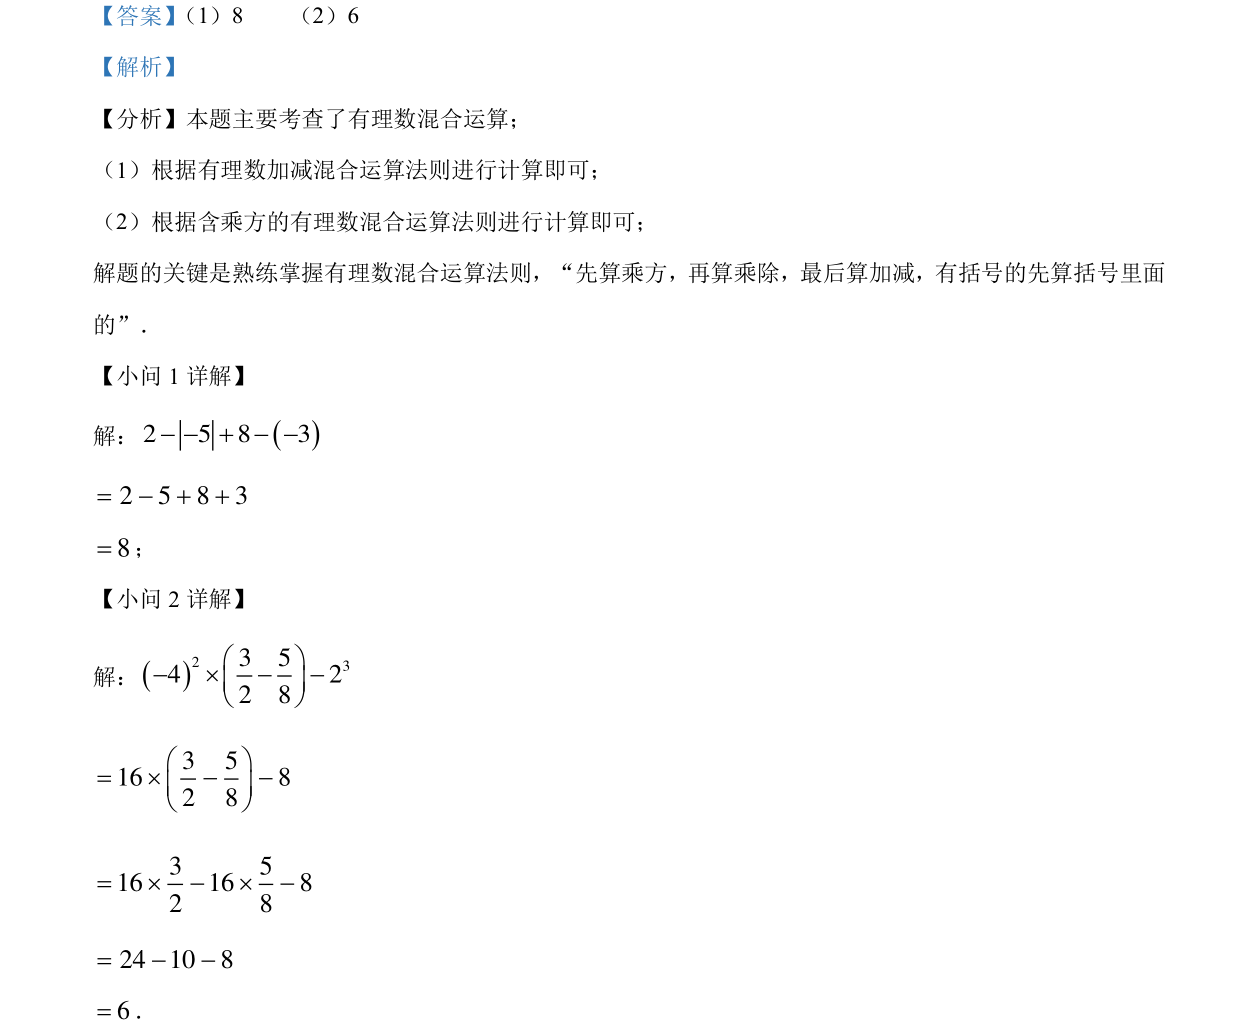 【答案】（1）8 （2）6
【解析】
【分析】本题主要考查了有理数混合运算；
（1）根据有理数加减混合运算法则进行计算即可；
（2）根据含乘方的有理数混合运算法则进行计算即可；
解题的关键是熟练掌握有理数混合运算法则，“先算乘方，再算乘除，最后算加减，有括号的先算括号里面
的”．
【小问 1 详解】
解：2−|−5|+8−(−3)
=2−5+8+3
=8；
【小问 2 详解】
解：(−4)²×(3/2−5/8)−2³
=16×(3/2−5/8)−8
=16×3/2−16×5/8−8
=24−10−8
=6．